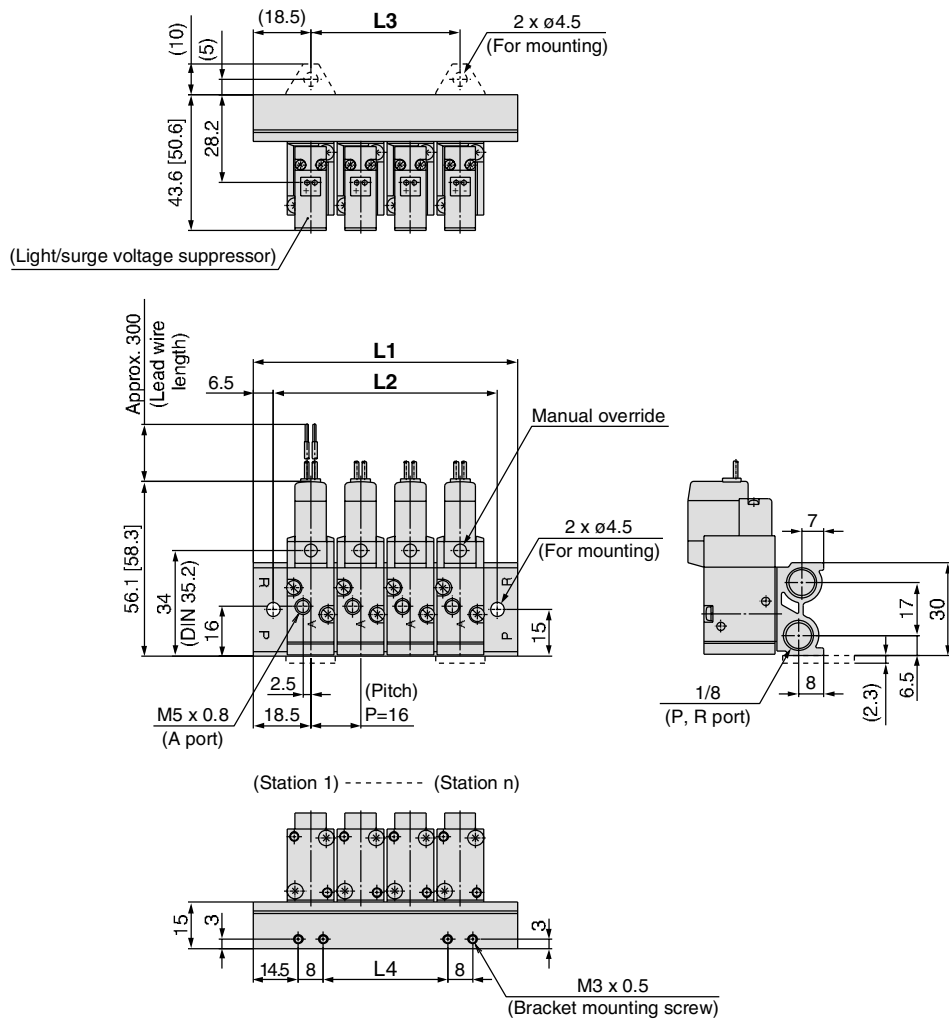 (18.5)
L3
2 x ø4.5
(For mounting)
(10)
(5)
43.6 [50.6]
28.2
+ -
+ -
+ -
+ -
(Light/surge voltage suppressor)
Approx. 300
(Lead wire
length)
L1
6.5
L2
Manual override
2 x ø4.5
(For mounting)
56.1 [58.3]
34
(DIN 35.2)
16
R
P
A
A
A
A
R
P
15
2.5
(Pitch)
M5 x 0.8
(A port)
18.5
P=16
7
17
30
1/8
(P, R port)
8
(2.3)
6.5
(Station 1) ------- (Station n)
15
3
3
14.5
8
L4
8
M3 x 0.5
(Bracket mounting screw)